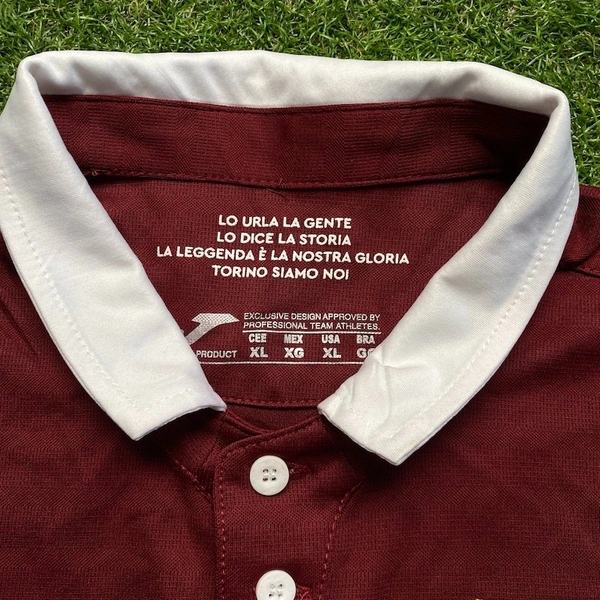 LO URLA LA GENTE
LO DICE LA STORIA
LA LEGGENDA È LA NOSTRA GLORIA
TORINO SIAMO NOI
EXCLUSIVE DESIGN APPROVED BY
PROFESSIONAL TEAM ATHLETES.
CEE MEX USA BRA
PRODUCT XL XG XL